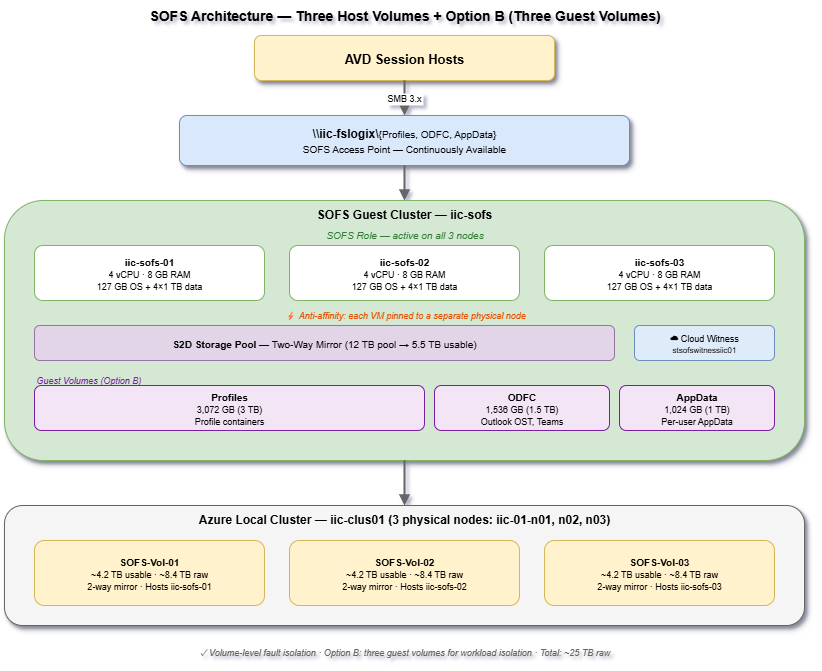 SOFS Architecture — Three Host Volumes + Option B (Three Guest Volumes)
AVD Session Hosts
SMB 3.x
\\iic-fslogix\{Profiles, ODFC, AppData}
SOFS Access Point — Continuously Available
SOFS Guest Cluster — iic-sofs
SOFS Role — active on all 3 nodes
iic-sofs-01
4 vCPU · 8 GB RAM
127 GB OS + 4×1 TB data
iic-sofs-02
4 vCPU · 8 GB RAM
127 GB OS + 4×1 TB data
iic-sofs-03
4 vCPU · 8 GB RAM
127 GB OS + 4×1 TB data
⚡ Anti-affinity: each VM pinned to a separate physical node
S2D Storage Pool — Two-Way Mirror (12 TB pool → 5.5 TB usable)
☁ Cloud Witness
stsofswitnessiic01
Guest Volumes (Option B)
Profiles
3,072 GB (3 TB)
Profile containers
ODFC
1,536 GB (1.5 TB)
Outlook OST, Teams
AppData
1,024 GB (1 TB)
Per-user AppData
Azure Local Cluster — iic-clus01 (3 physical nodes: iic-01-n01, n02, n03)
SOFS-Vol-01
~4.2 TB usable · ~8.4 TB raw
2-way mirror · Hosts iic-sofs-01
SOFS-Vol-02
~4.2 TB usable · ~8.4 TB raw
2-way mirror · Hosts iic-sofs-02
SOFS-Vol-03
~4.2 TB usable · ~8.4 TB raw
2-way mirror · Hosts iic-sofs-03
✓ Volume-level fault isolation · Option B: three guest volumes for workload isolation · Total: ~25 TB raw